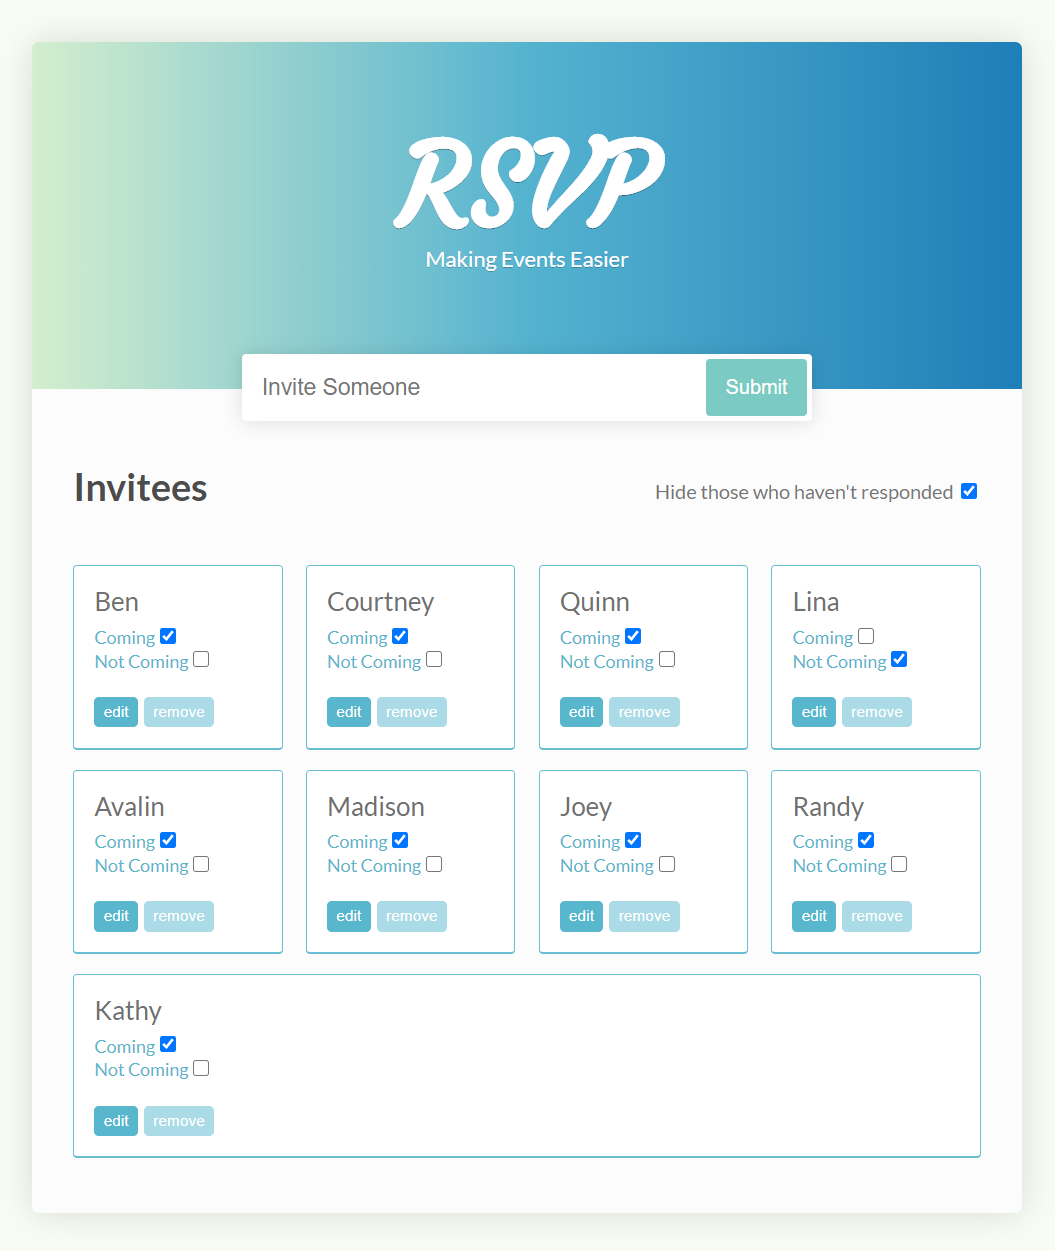 RSVP
Making Events Easier
Invite Someone
Submit
Invitees
Hide those who haven't responded
Ben
Coming
Not Coming
edit remove
Courtney
Coming
Not Coming
edit remove
Quinn
Coming
Not Coming
edit remove
Lina
Coming
Not Coming
edit remove
Avalin
Coming
Not Coming
edit remove
Madison
Coming
Not Coming
edit remove
Joey
Coming
Not Coming
edit remove
Randy
Coming
Not Coming
edit remove
Kathy
Coming
Not Coming
edit remove